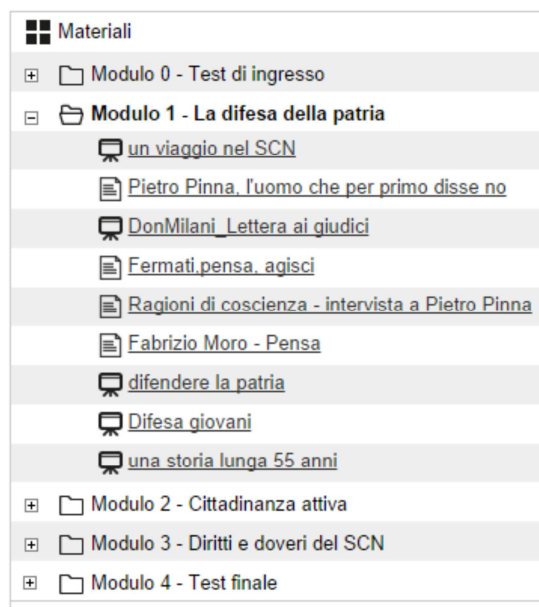 Materiali
Modulo 0 - Test di ingresso
Modulo 1 - La difesa della patria
un viaggio nel SCN
Pietro Pinna, l'uomo che per primo disse no
DonMilani_Lettera ai giudici
Fermati,pensa, agisci
Ragioni di coscienza - intervista a Pietro Pinna
Fabrizio Moro - Pensa
difendere la patria
Difesa giovani
una storia lunga 55 anni
Modulo 2 - Cittadinanza attiva
Modulo 3 - Diritti e doveri del SCN
Modulo 4 - Test finale